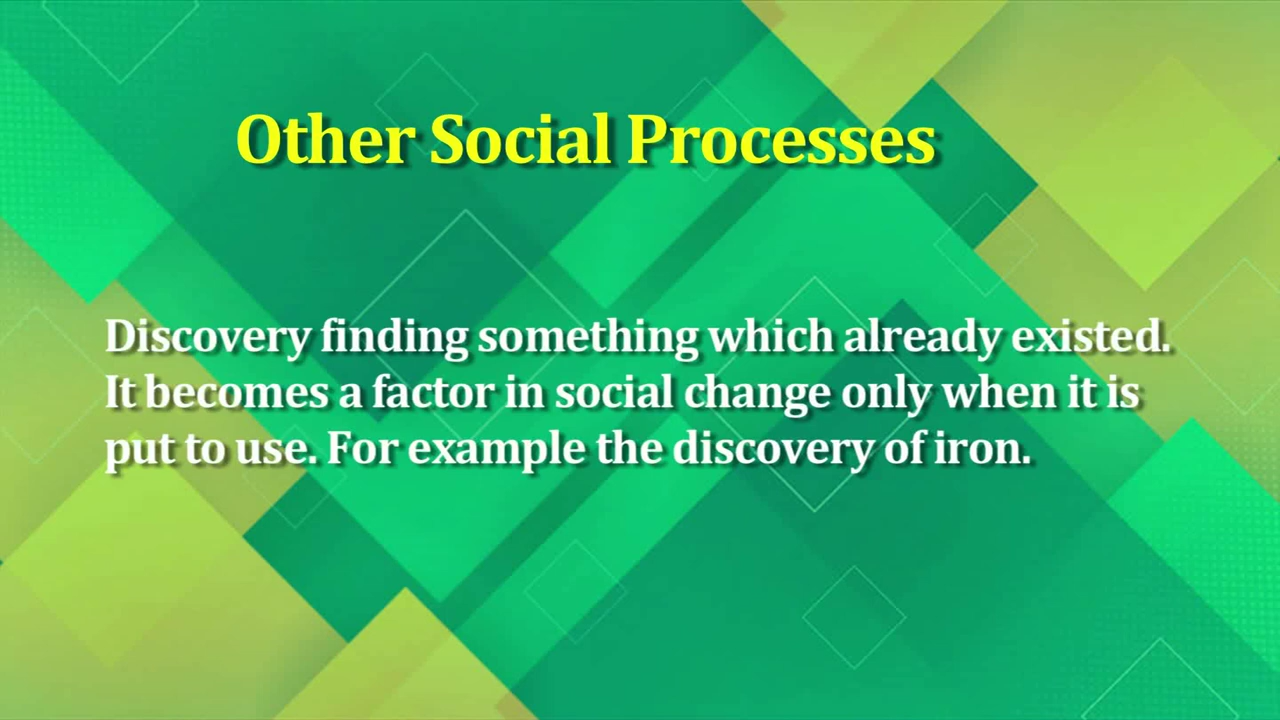 Other Social Processes
Discovery finding something which already existed.
It becomes a factor in social change only when it is
put to use. For example the discovery of iron.